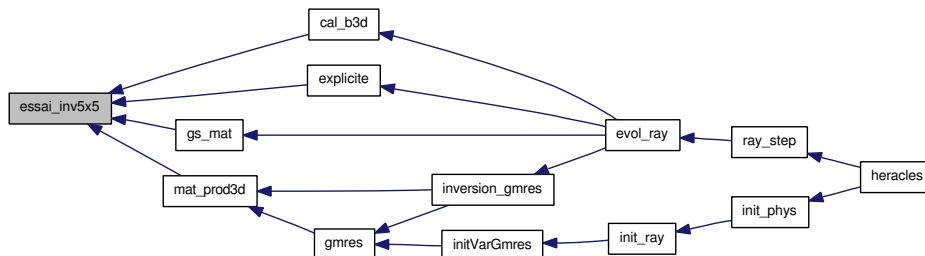 cal_b3d
explicite
essai_inv5x5
gs_mat
evol_ray
ray_step
mat_prod3d
inversion_gmres
heracles
init_phys
gmres
initVarGmres
init_ray